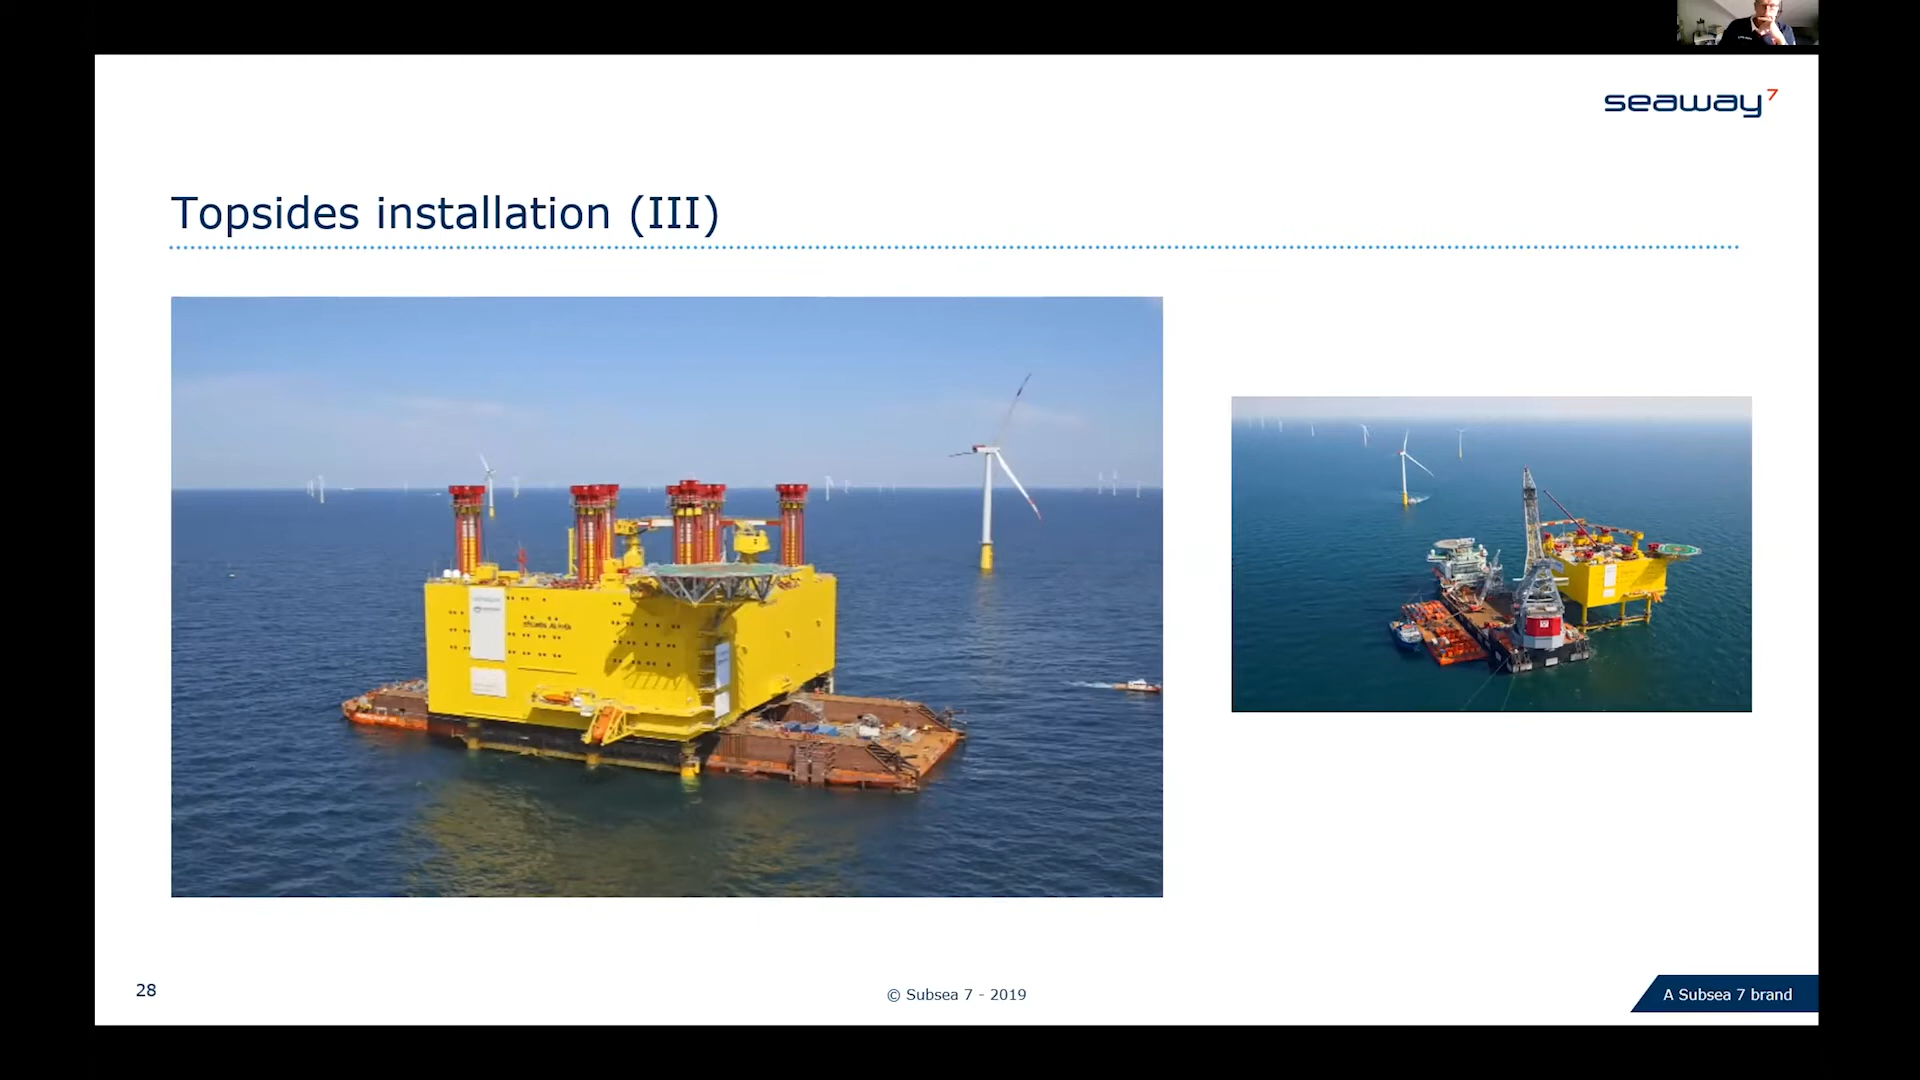 seaway7
Topsides installation (III)
28
© Subsea 7 - 2019
A Subsea 7 brand